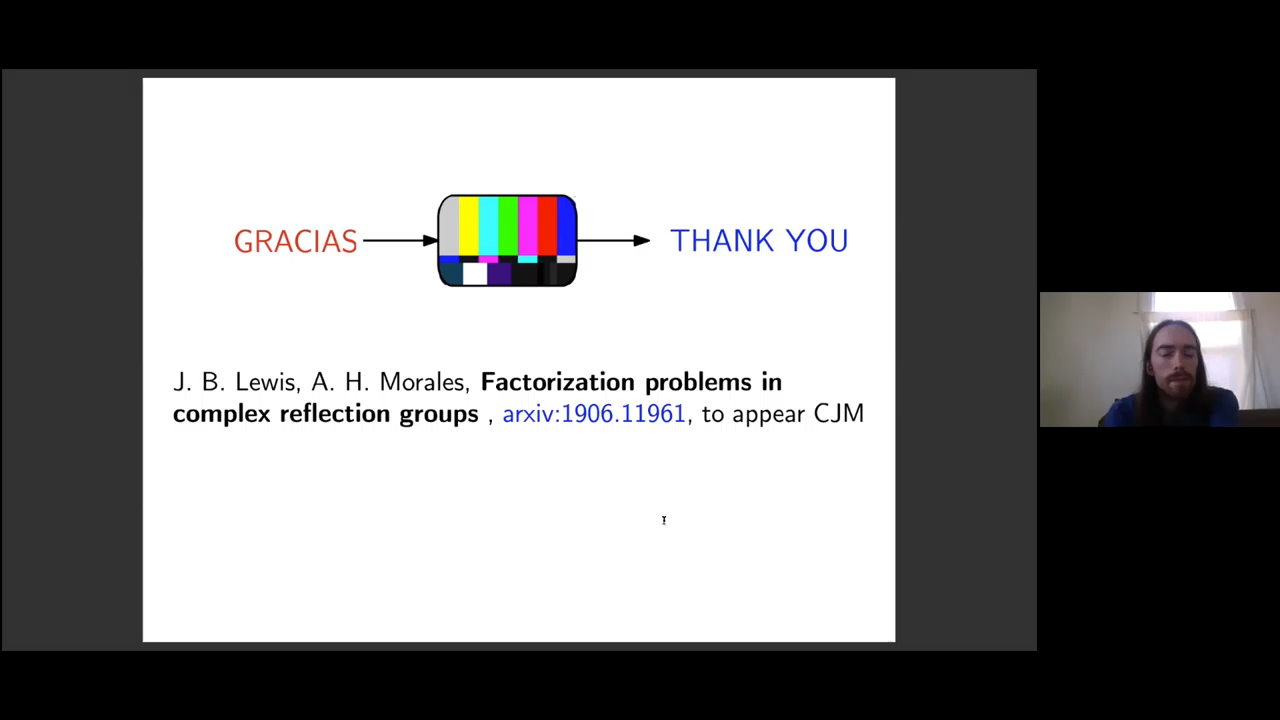 GRACIAS THANK YOU
J. B. Lewis, A. H. Morales, Factorization problems in
complex reflection groups , arxiv:1906.11961, to appear CJM